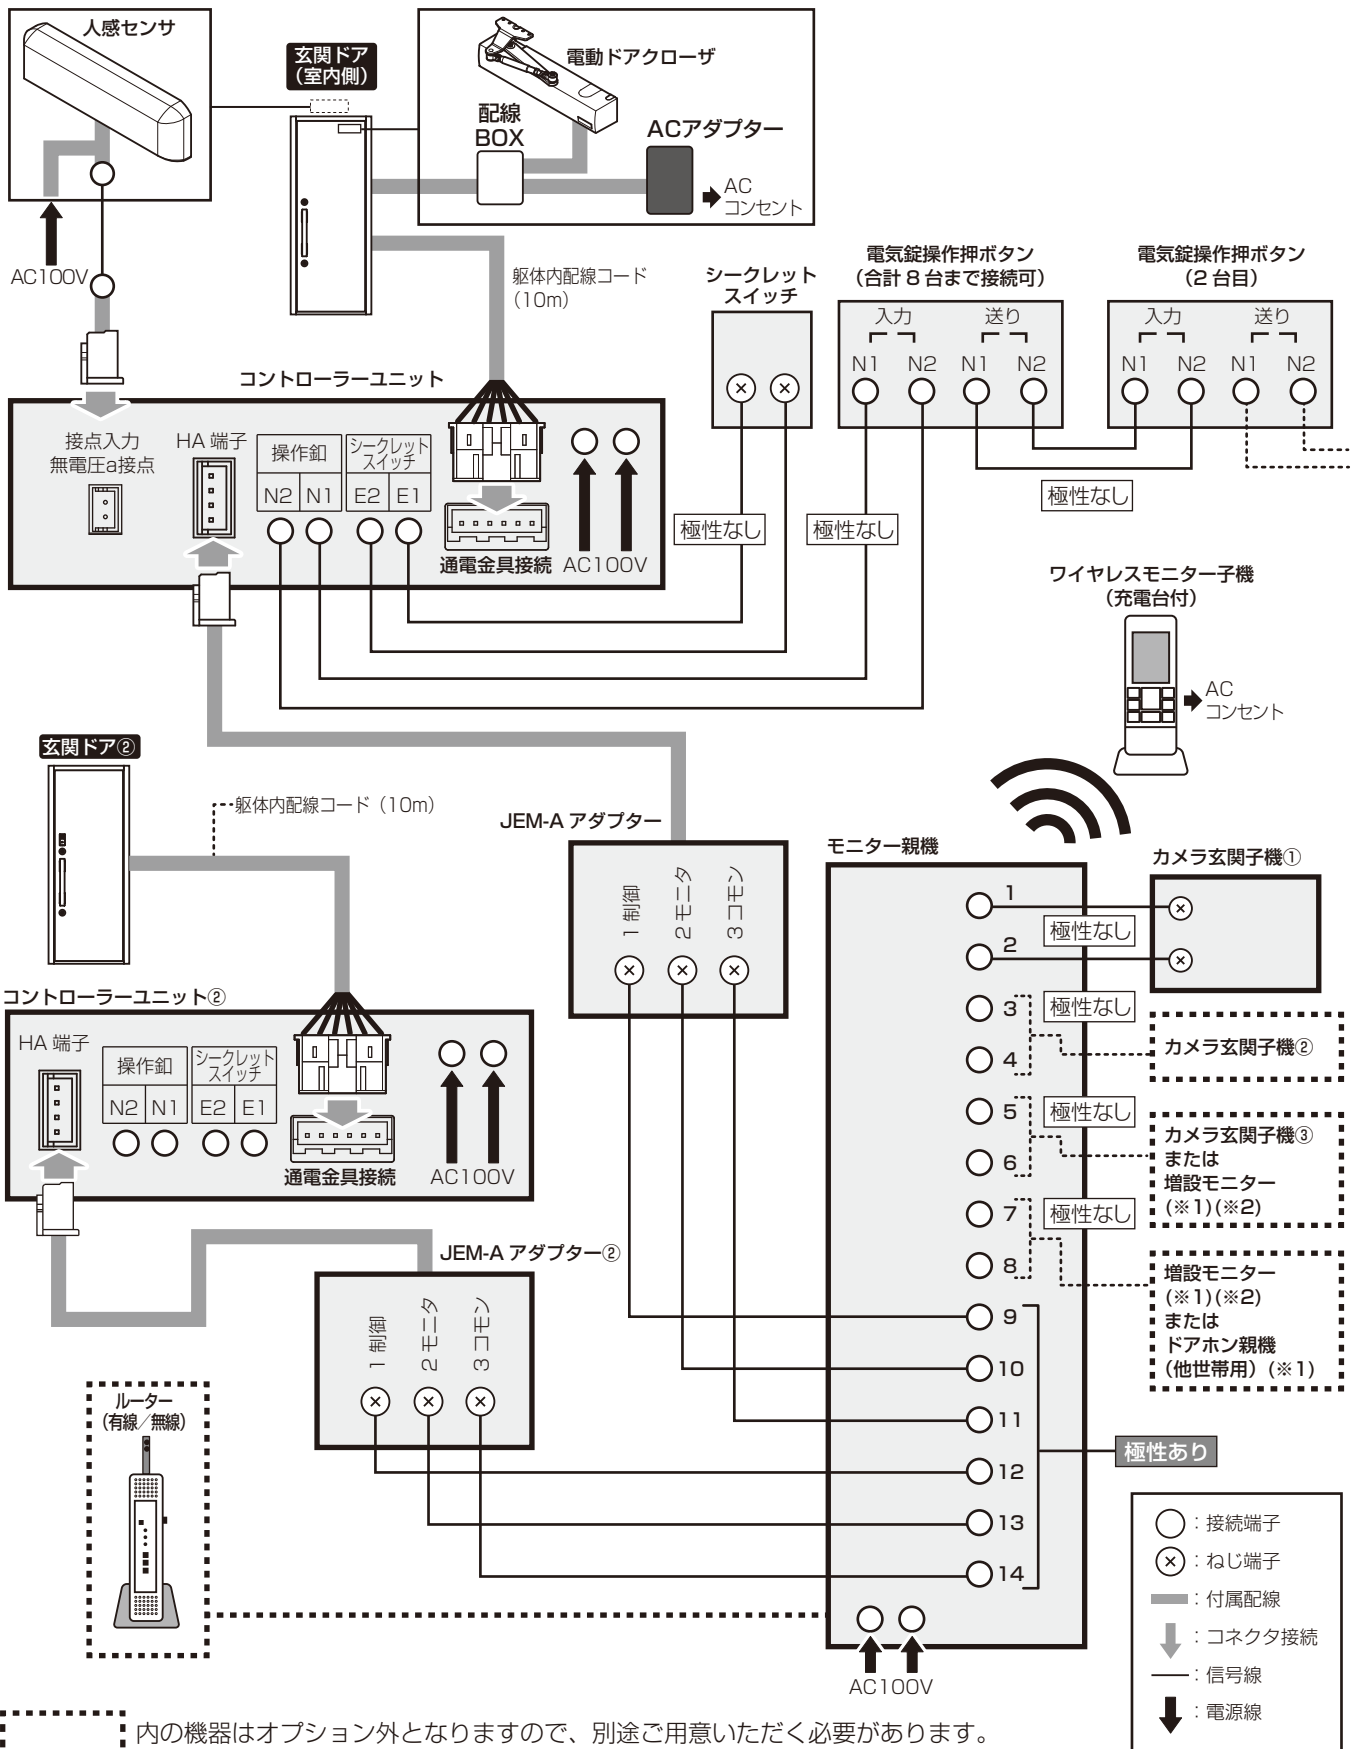 人感センサ
玄関ドア
（室内側）
電動ドアクローザ
配線
BOX
ACアダプター
AC
コンセント
AC100V
躯体内配線コード
（10m）
シークレット
スイッチ
電気錠操作押ボタン
（合計 8 台まで接続可）
入力 送り
N1 N2 N1 N2
電気錠操作押ボタン
（2 台目）
入力 送り
N1 N2 N1 N2
極性なし
コントローラーユニット
接点入力
無電圧a接点
HA 端子
操作釦
N2 N1
シークレット
スイッチ
E2 E1
通電金具接続
AC100V
極性なし
極性なし
ワイヤレスモニター子機
（充電台付）
AC
コンセント
玄関ドア②
躯体内配線コード（10m）
JEM-A アダプター
1 制御
2 モニタ
3 コモン
モニター親機
1
2
3
4
5
6
7
8
9
10
11
12
13
14
極性なし
極性なし
極性なし
極性なし
カメラ玄関子機①
カメラ玄関子機②
カメラ玄関子機③
または
増設モニター
(※1)(※2)
増設モニター
(※1)(※2)
または
ドアホン親機
（他世帯用）(※1)
極性あり
AC100V
コントローラーユニット②
HA 端子
操作釦
N2 N1
シークレット
スイッチ
E2 E1
通電金具接続
AC100V
JEM-A アダプター②
1 制御
2 モニタ
3 コモン
ルーター
（有線／無線）
：接続端子
：ねじ端子
：付属配線
：コネクタ接続
：信号線
：電源線
内の機器はオプション外となりますので、別途ご用意いただく必要があります。